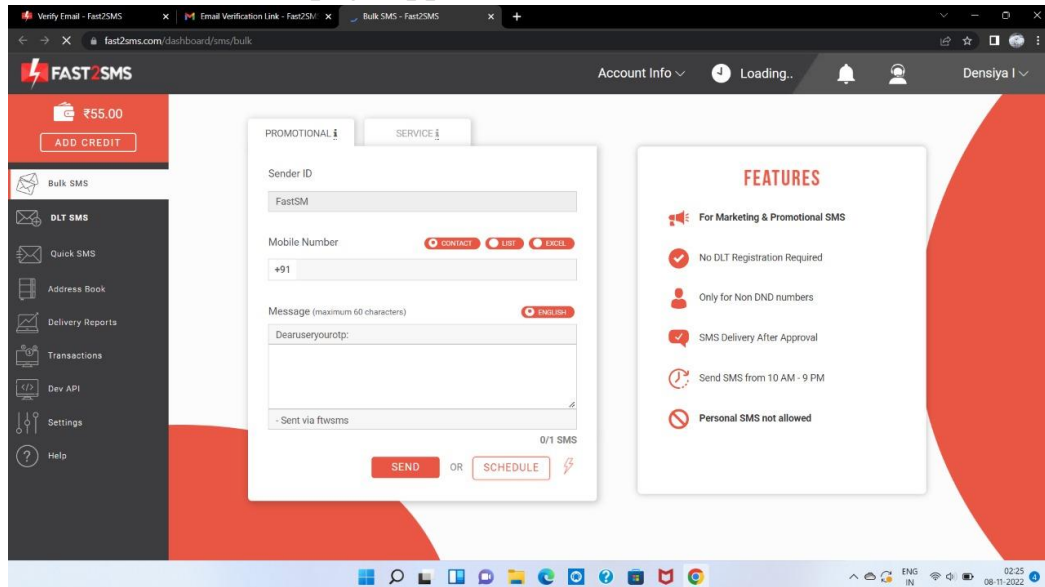 Verify Email - Fast2SMS
Email Verification Link - Fast2SM
Bulk SMS - Fast2SMS
fast2sms.com/dashboard/sms/bulk
FAST2SMS
Account Info
Loading..
Densiya I
₹55.00
ADD CREDIT
Bulk SMS
DLT SMS
Quick SMS
Address Book
Delivery Reports
Transactions
Dev API
Settings
Help
PROMOTIONAL i
SERVICE i
Sender ID
FastSM
Mobile Number
CONTACT LIST EXCEL
+91
Message (maximum 60 characters)
ENGLISH
Dearuseryourotp:
- Sent via ftwsms
0/1 SMS
SEND OR SCHEDULE
FEATURES
For Marketing & Promotional SMS
No DLT Registration Required
Only for Non DND numbers
SMS Delivery After Approval
Send SMS from 10 AM - 9 PM
Personal SMS not allowed
ENG
IN
02:25
08-11-2022
4